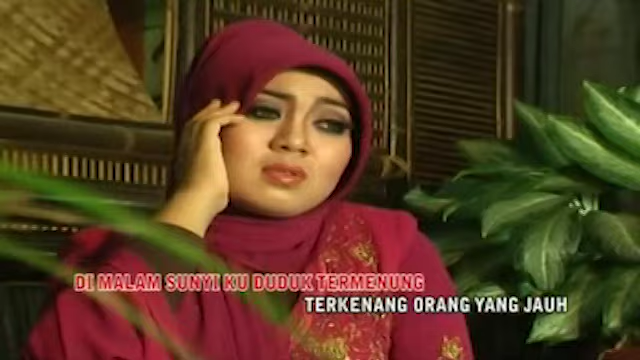 DI MALAM SUNYI KU DUDUK TERMENUNG
TERKENANG ORANG YANG JAUH